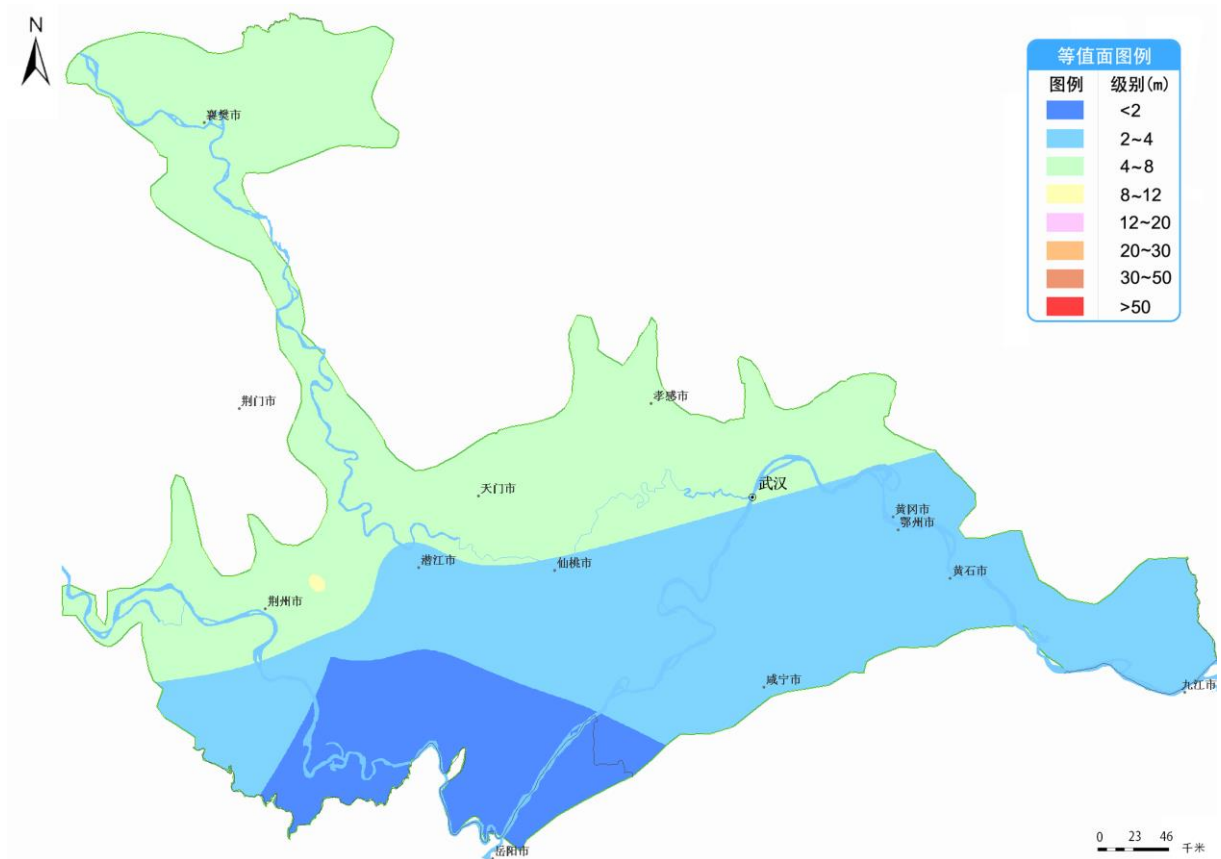 N
等值面图例
图例 级别(m)
<2
2~4
4~8
8~12
12~20
20~30
30~50
>50
襄樊市
荆门市
孝感市
天门市
武汉
黄冈市
鄂州市
潜江市
仙桃市
黄石市
荆州市
咸宁市
九江市
岳阳市
0 23 46
千米